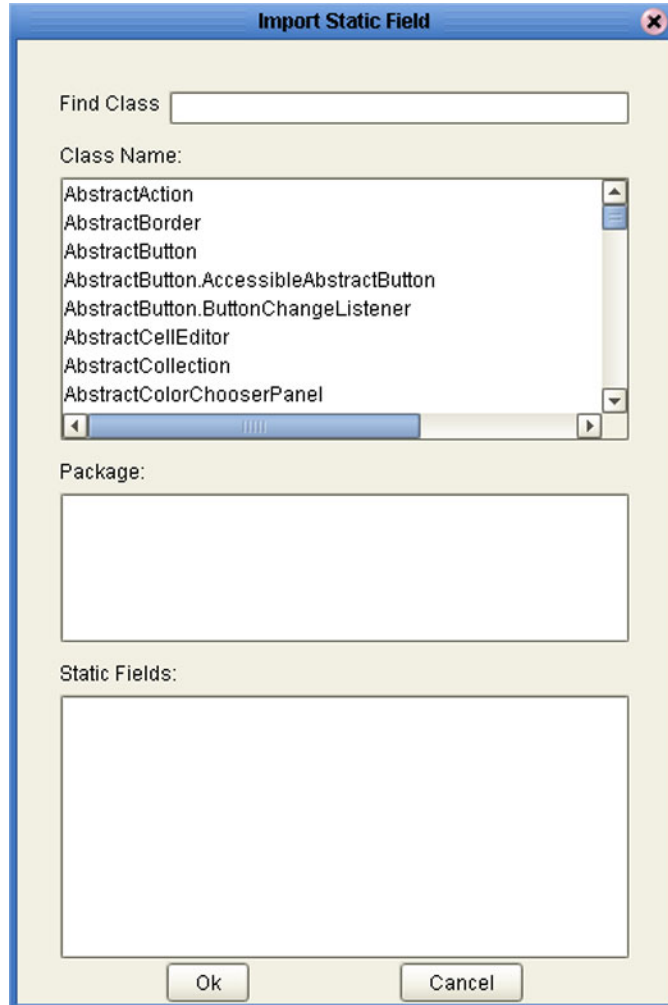 Import Static Field
Find Class
Class Name:
AbstractAction
AbstractBorder
AbstractButton
AbstractButton.AccessibleAbstractButton
AbstractButton.ButtonChangeListener
AbstractCellEditor
AbstractCollection
AbstractColorChooserPanel
Package:
Static Fields:
Ok Cancel